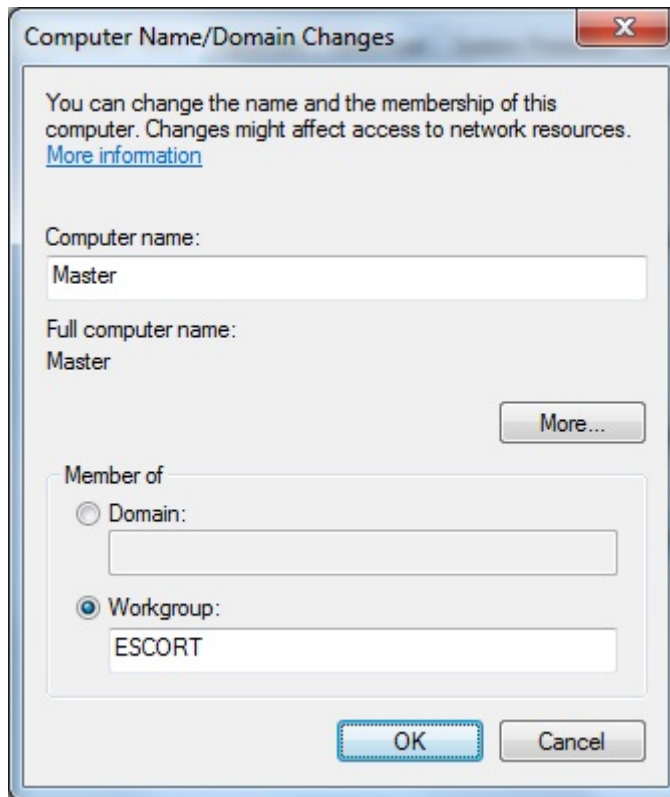 Computer Name/Domain Changes
You can change the name and the membership of this
computer. Changes might affect access to network resources.
More information
Computer name:
Master
Full computer name:
Master
More...
Member of
Domain:
Workgroup:
ESCORT
OK
Cancel